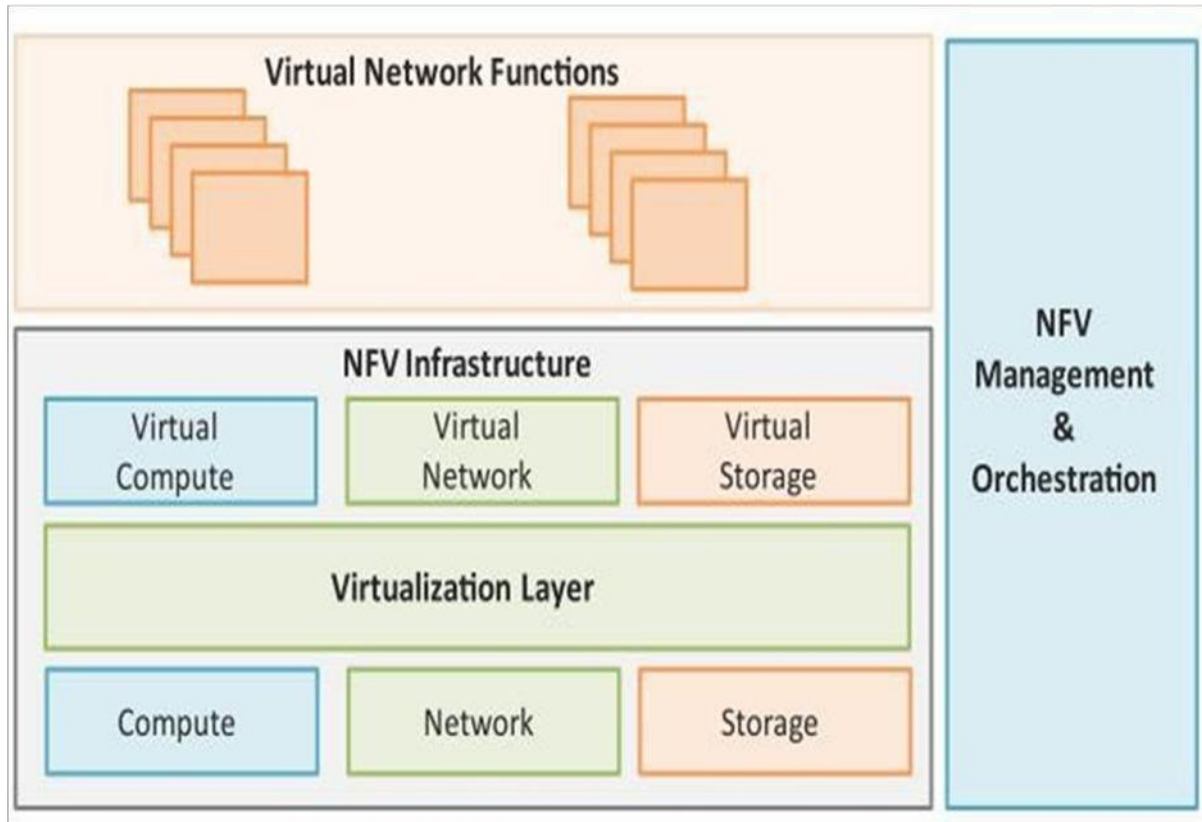 Virtual Network Functions
NFV Infrastructure
Virtual
Compute
Virtual
Network
Virtual
Storage
Virtualization Layer
Compute
Network
Storage
NFV
Management
&
Orchestration